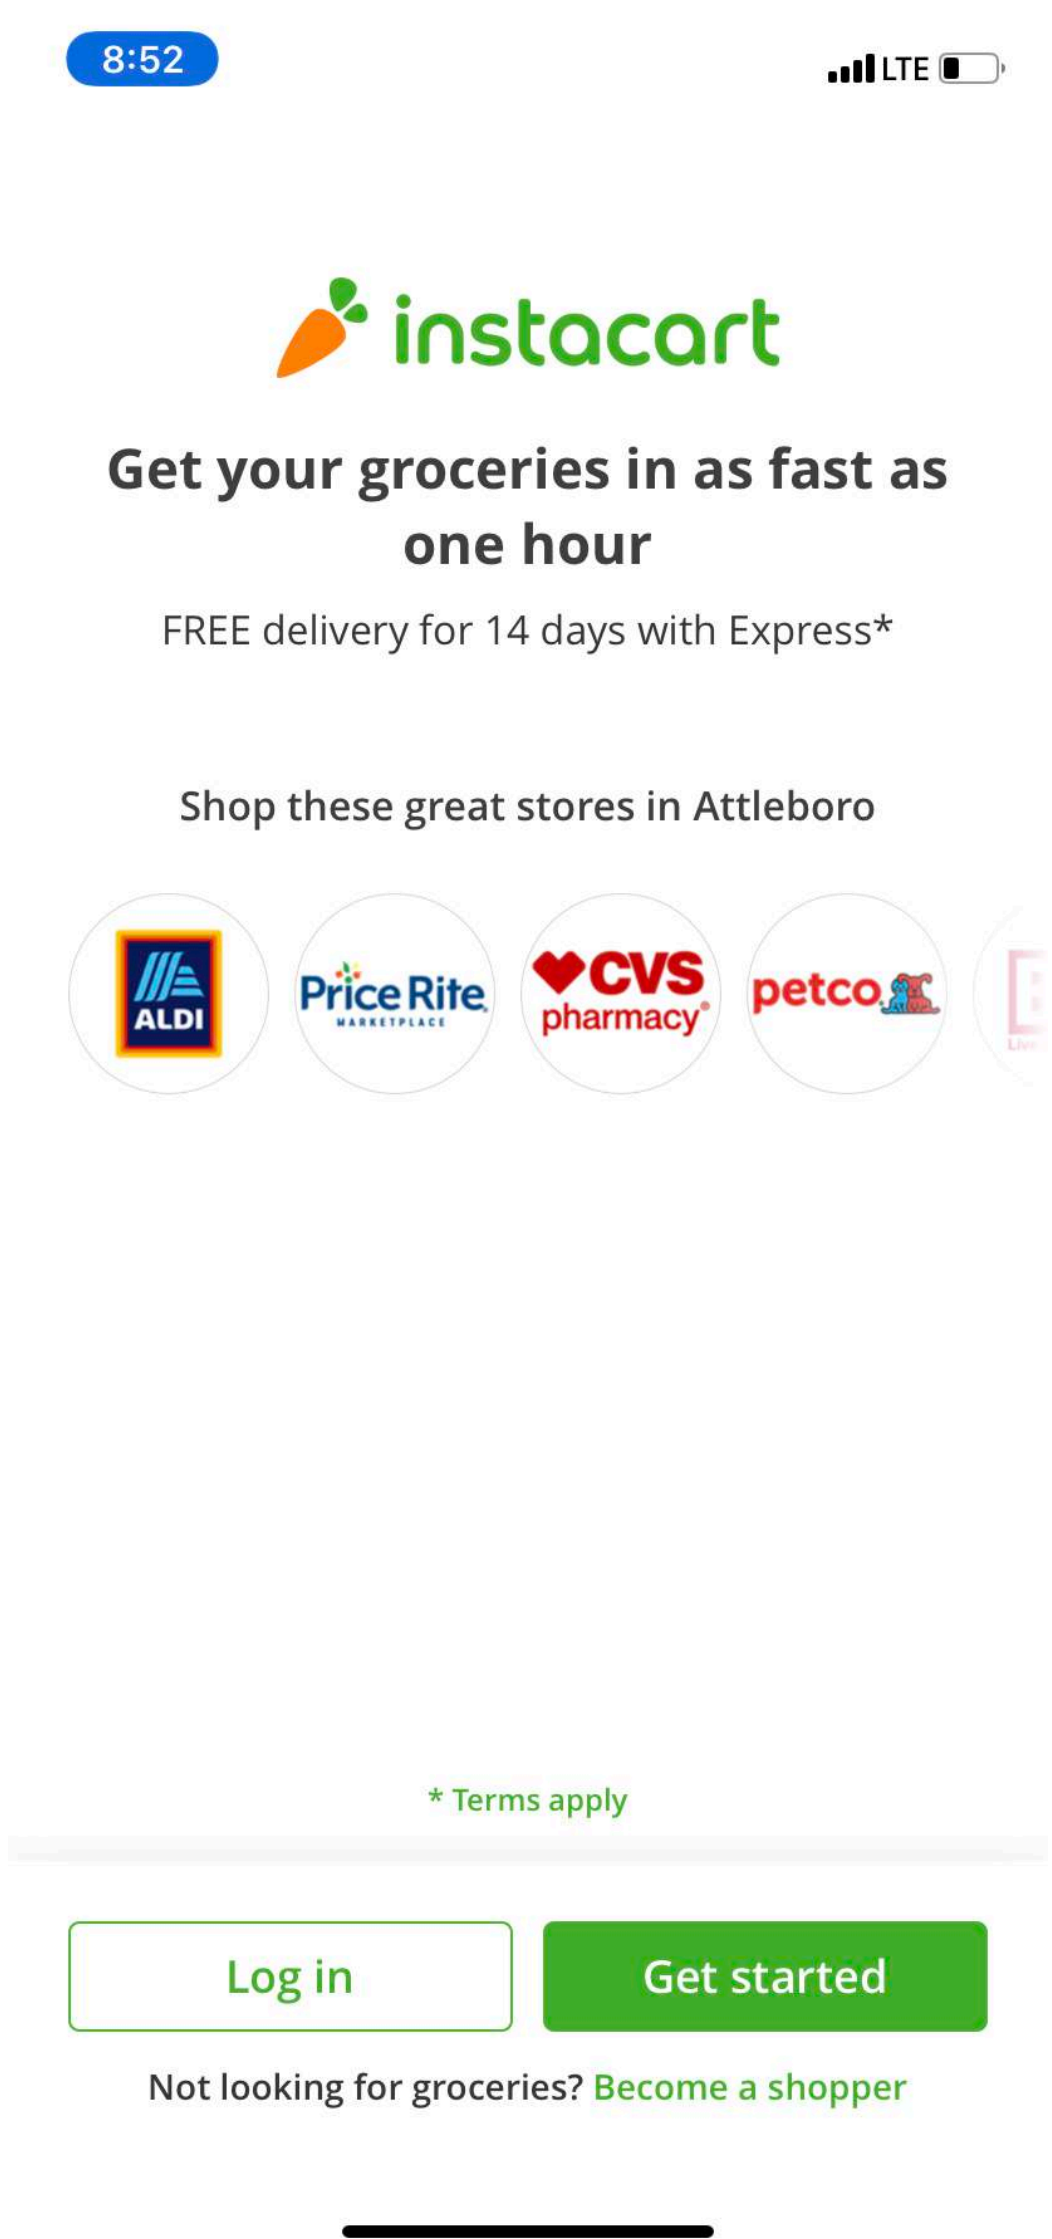 8:52
LTE
instacart
Get your groceries in as fast as
one hour
FREE delivery for 14 days with Express*
Shop these great stores in Attleboro
ALDI
Price Rite
MARKETPLACE
CVS
pharmacy®
petco
* Terms apply
Log in
Get started
Not looking for groceries? Become a shopper